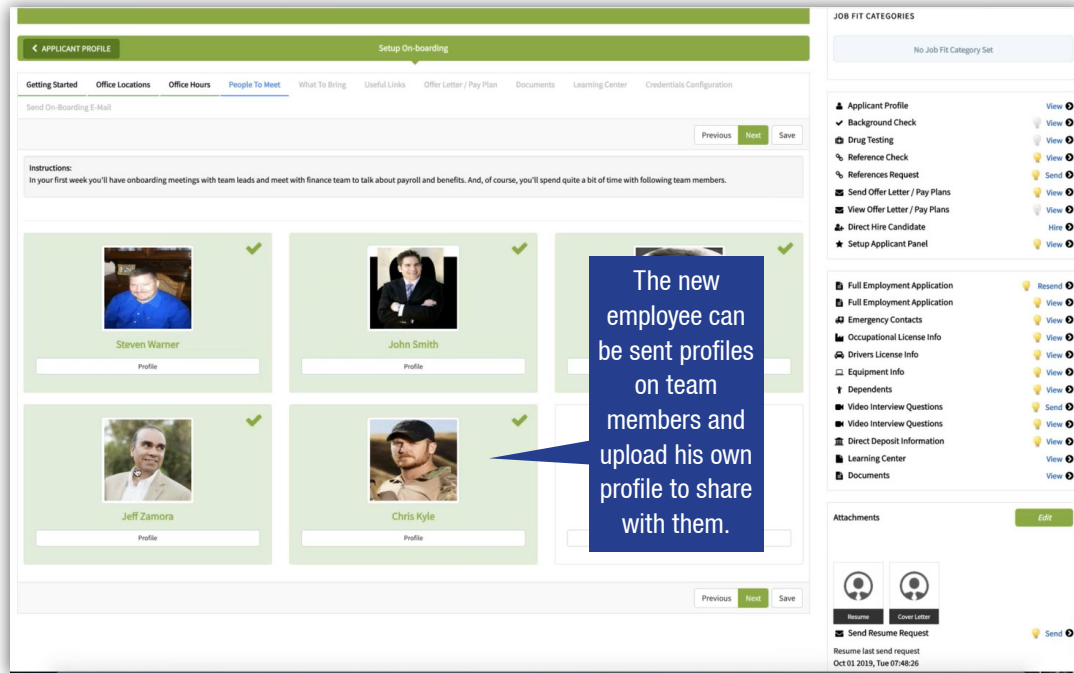 APPLICANT PROFILE
Setup On-boarding
Getting Started Office Locations Office Hours People To Meet What To Bring Useful Links Offer Letter / Pay Plan Documents Learning Center Credentials Configuration
Send On-Boarding E-Mail
Previous Next Save
Instructions:
In your first week you'll have onboarding meetings with team leads and meet with finance team to talk about payroll and benefits. And, of course, you'll spend quite a bit of time with following team members.
Steven Warner
Profile
John Smith
Profile
Jeff Zamora
Profile
Chris Kyle
Profile
The new
employee can
be sent profiles
on team
members and
upload his own
profile to share
with them.
Previous Next Save
JOB FIT CATEGORIES
No Job Fit Category Set
Applicant Profile View
Background Check View
Drug Testing View
Reference Check View
References Request Send
Send Offer Letter / Pay Plans View
View Offer Letter / Pay Plans View
Direct Hire Candidate Hire
Setup Applicant Panel View
Full Employment Application Resend
Full Employment Application View
Emergency Contacts View
Occupational License Info View
Drivers License Info View
Equipment Info View
Dependents View
Video Interview Questions Send
Video Interview Questions View
Direct Deposit Information View
Learning Center View
Documents View
Attachments Edit
Resume Cover Letter
Send Resume Request Send
Resume last send request
Oct 01 2019, Tue 07:48:26